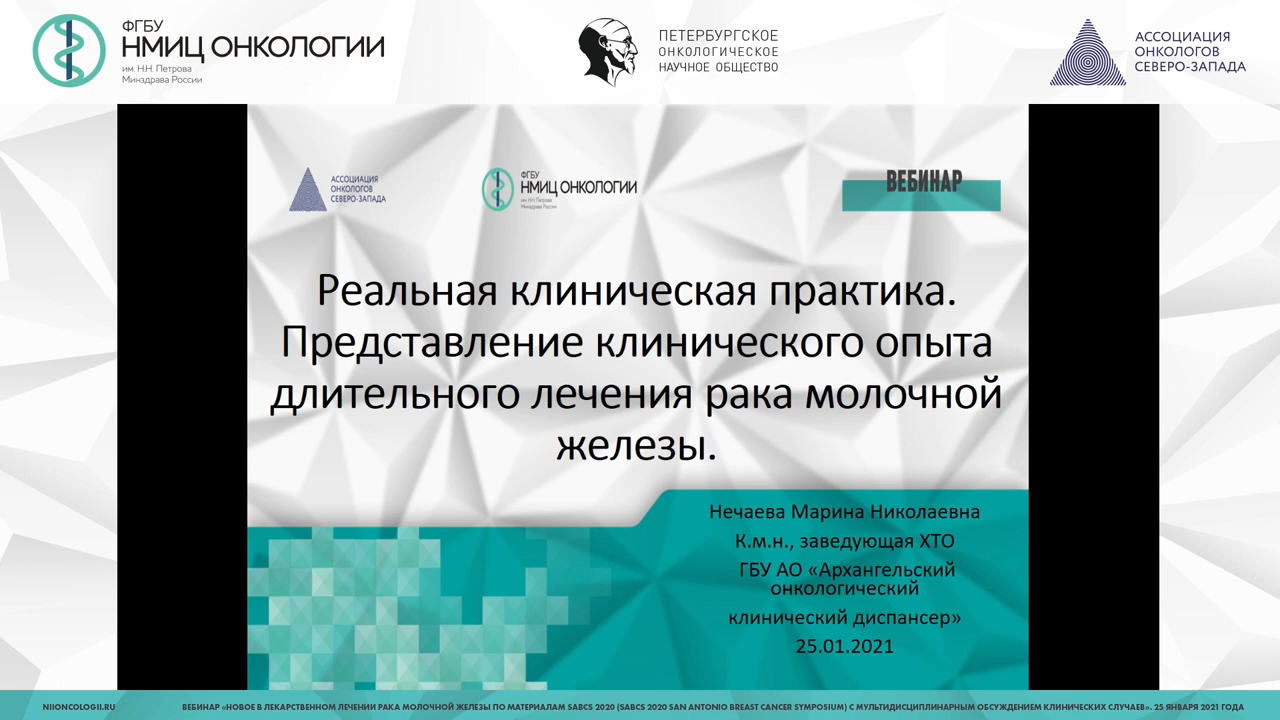 ФГБУ
НМИЦ ОНКОЛОГИИ
им. Н.Н. Петрова
Минздрава России
ПЕТЕРБУРГСКОЕ
ОНКОЛОГИЧЕСКОЕ
НАУЧНОЕ ОБЩЕСТВО
АССОЦИАЦИЯ
ОНКОЛОГОВ
СЕВЕРО-ЗАПАДА
АССОЦИАЦИЯ
ОНКОЛОГОВ
СЕВЕРО-ЗАПАДА
ФГБУ
НМИЦ ОНКОЛОГИИ
им. Н.Н. Петрова
Минздрава России
ВЕБИНАР
Реальная клиническая практика.
Представление клинического опыта
длительного лечения рака молочной
железы.
Нечаева Марина Николаевна
К.м.н., заведующая ХТО
ГБУ АО «Архангельский
онкологический
клинический диспансер»
25.01.2021
NIIONCOLOGII.RU
ВЕБИНАР «НОВОЕ В ЛЕКАРСТВЕННОМ ЛЕЧЕНИИ РАКА МОЛОЧНОЙ ЖЕЛЕЗЫ ПО МАТЕРИАЛАМ SABCS 2020 (SABCS 2020 SAN ANTONIO BREAST CANCER SYMPOSIUM) С МУЛЬТИДИСЦИПЛИНАРНЫМ ОБСУЖДЕНИЕМ КЛИНИЧЕСКИХ СЛУЧАЕВ». 25 ЯНВАРЯ 2021 ГОДА